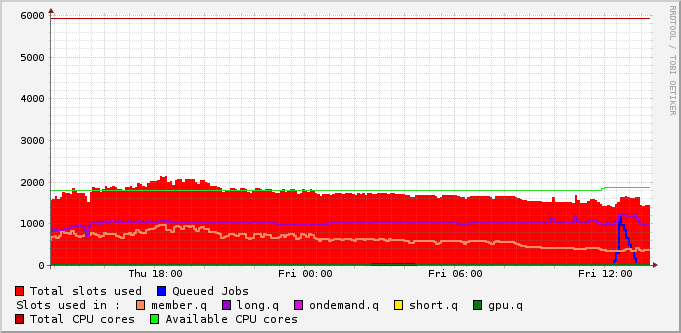 6000
RRDTOOL / TOBI OETIKER
5000
4000
3000
2000
1000
0
Thu 18:00 Fri 00:00 Fri 06:00 Fri 12:00
Total slots used Queued Jobs
Slots used in : member.q long.q ondemand.q short.q gpu.q
Total CPU cores Available CPU cores